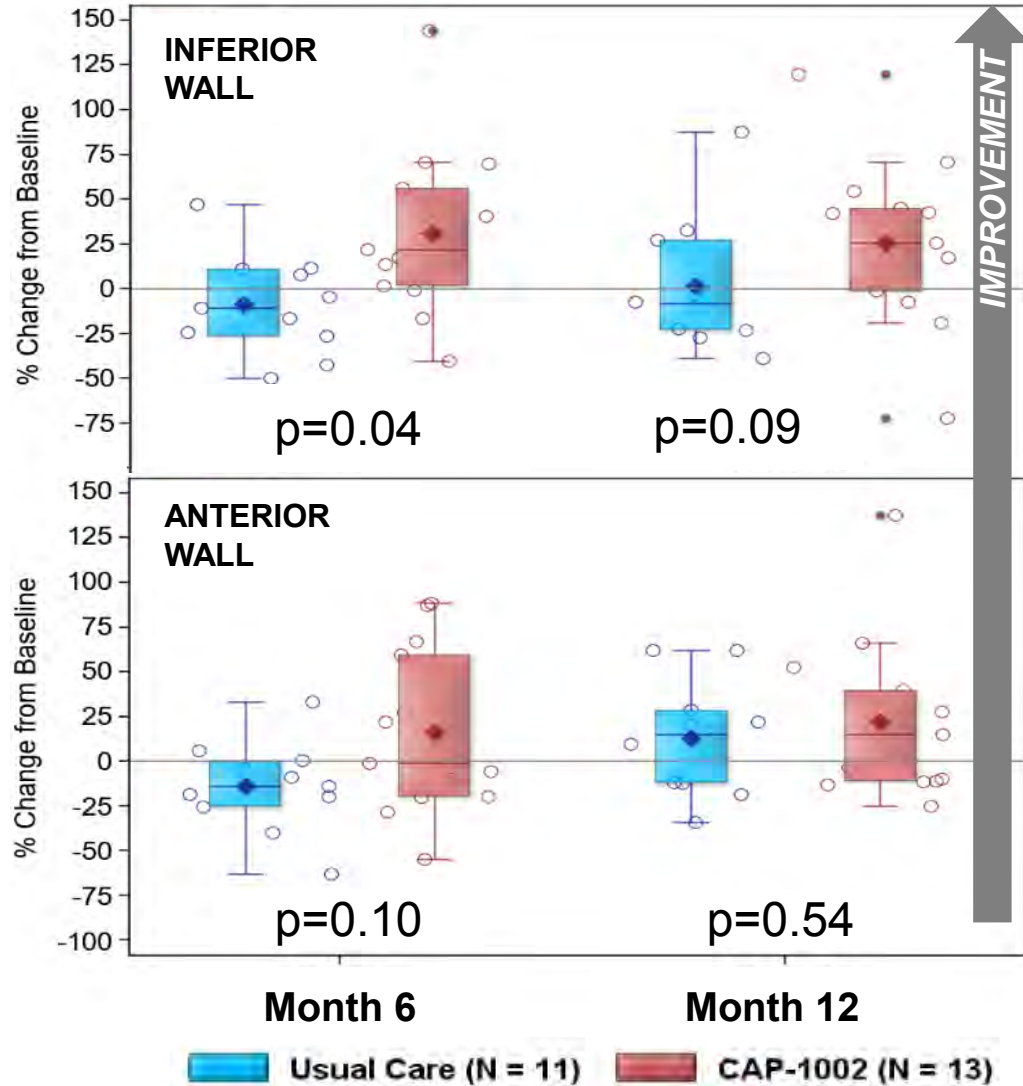 150
125
100
75
50
25
0
-25
-50
-75
% Change from Baseline
INFERIOR
WALL
p=0.04
p=0.09
IMPROVEMENT
150
125
100
75
50
25
0
-25
-50
-75
-100
% Change from Baseline
ANTERIOR
WALL
p=0.10
p=0.54
Month 6
Month 12
Usual Care (N = 11)
CAP-1002 (N = 13)